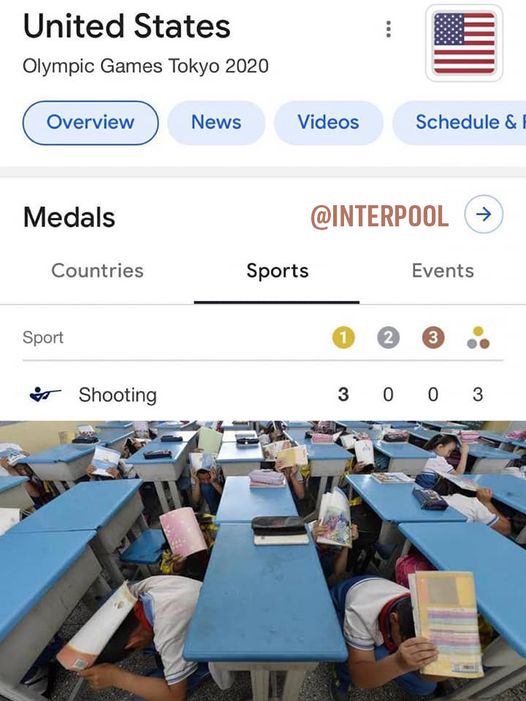 United States
Olympic Games Tokyo 2020
Overview News Videos Schedule &
Medals @INTERPOOL
Countries Sports Events
Sport 1 2 3
Shooting 3 0 0 3